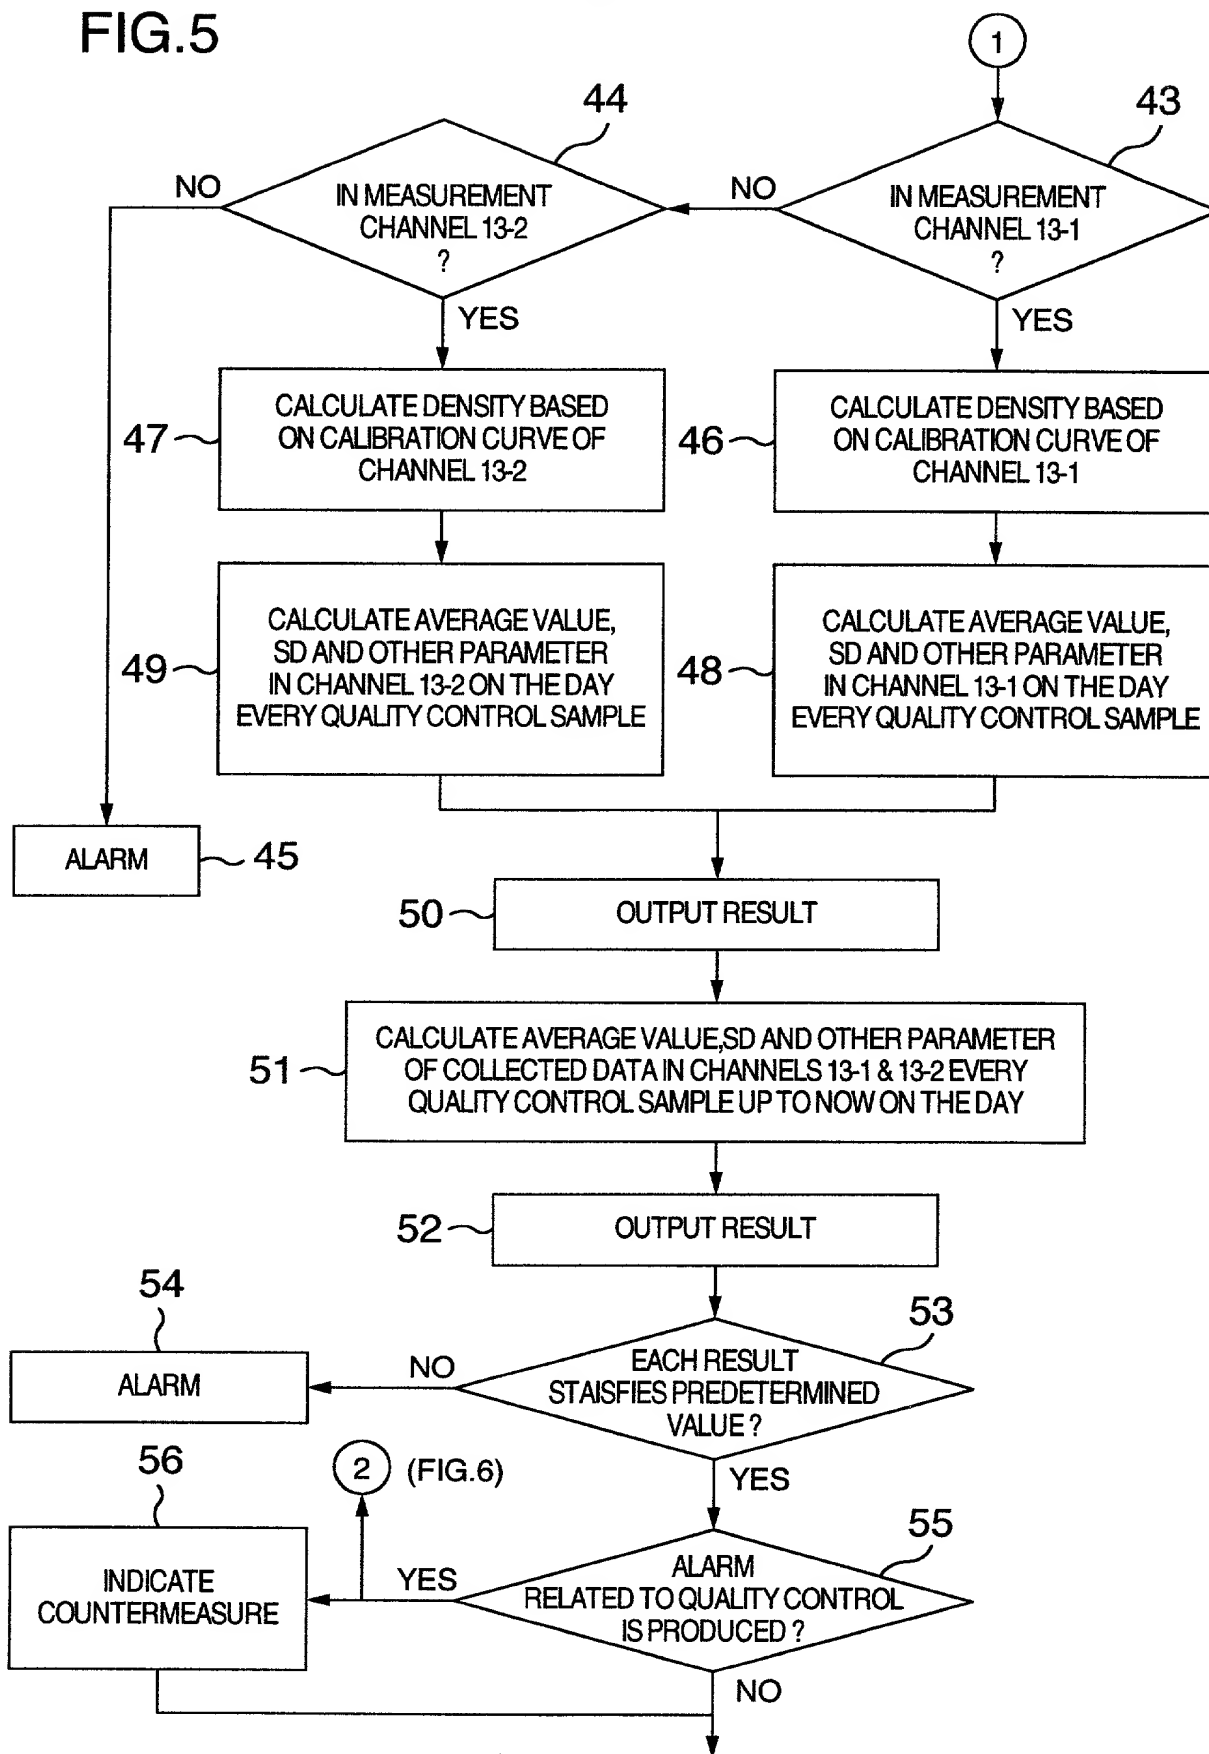 FIG.5
1
44
43
NO
IN MEASUREMENT
CHANNEL 13-2
?
NO
IN MEASUREMENT
CHANNEL 13-1
?
YES
YES
47
CALCULATE DENSITY BASED
ON CALIBRATION CURVE OF
CHANNEL 13-2
46
CALCULATE DENSITY BASED
ON CALIBRATION CURVE OF
CHANNEL 13-1
49
CALCULATE AVERAGE VALUE,
SD AND OTHER PARAMETER
IN CHANNEL 13-2 ON THE DAY
EVERY QUALITY CONTROL SAMPLE
48
CALCULATE AVERAGE VALUE,
SD AND OTHER PARAMETER
IN CHANNEL 13-1 ON THE DAY
EVERY QUALITY CONTROL SAMPLE
ALARM
45
50
OUTPUT RESULT
51
CALCULATE AVERAGE VALUE,SD AND OTHER PARAMETER
OF COLLECTED DATA IN CHANNELS 13-1 & 13-2 EVERY
QUALITY CONTROL SAMPLE UP TO NOW ON THE DAY
52
OUTPUT RESULT
54
53
ALARM
NO
EACH RESULT
STAISFIES PREDETERMINED
VALUE ?
YES
56
2
(FIG.6)
55
INDICATE
COUNTERMEASURE
YES
ALARM
RELATED TO QUALITY CONTROL
IS PRODUCED ?
NO